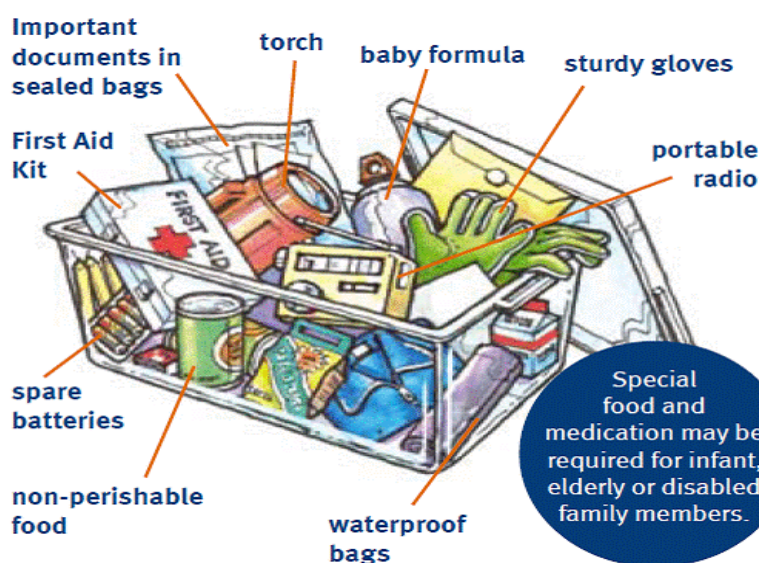 Important
documents in
sealed bags
torch
baby formula
sturdy gloves
First Aid
Kit
portable
radio
FIRST AID
spare
batteries
non-perishable
food
waterproof
bags
Special
food and
medication may be
required for infant,
elderly or disabled
family members.